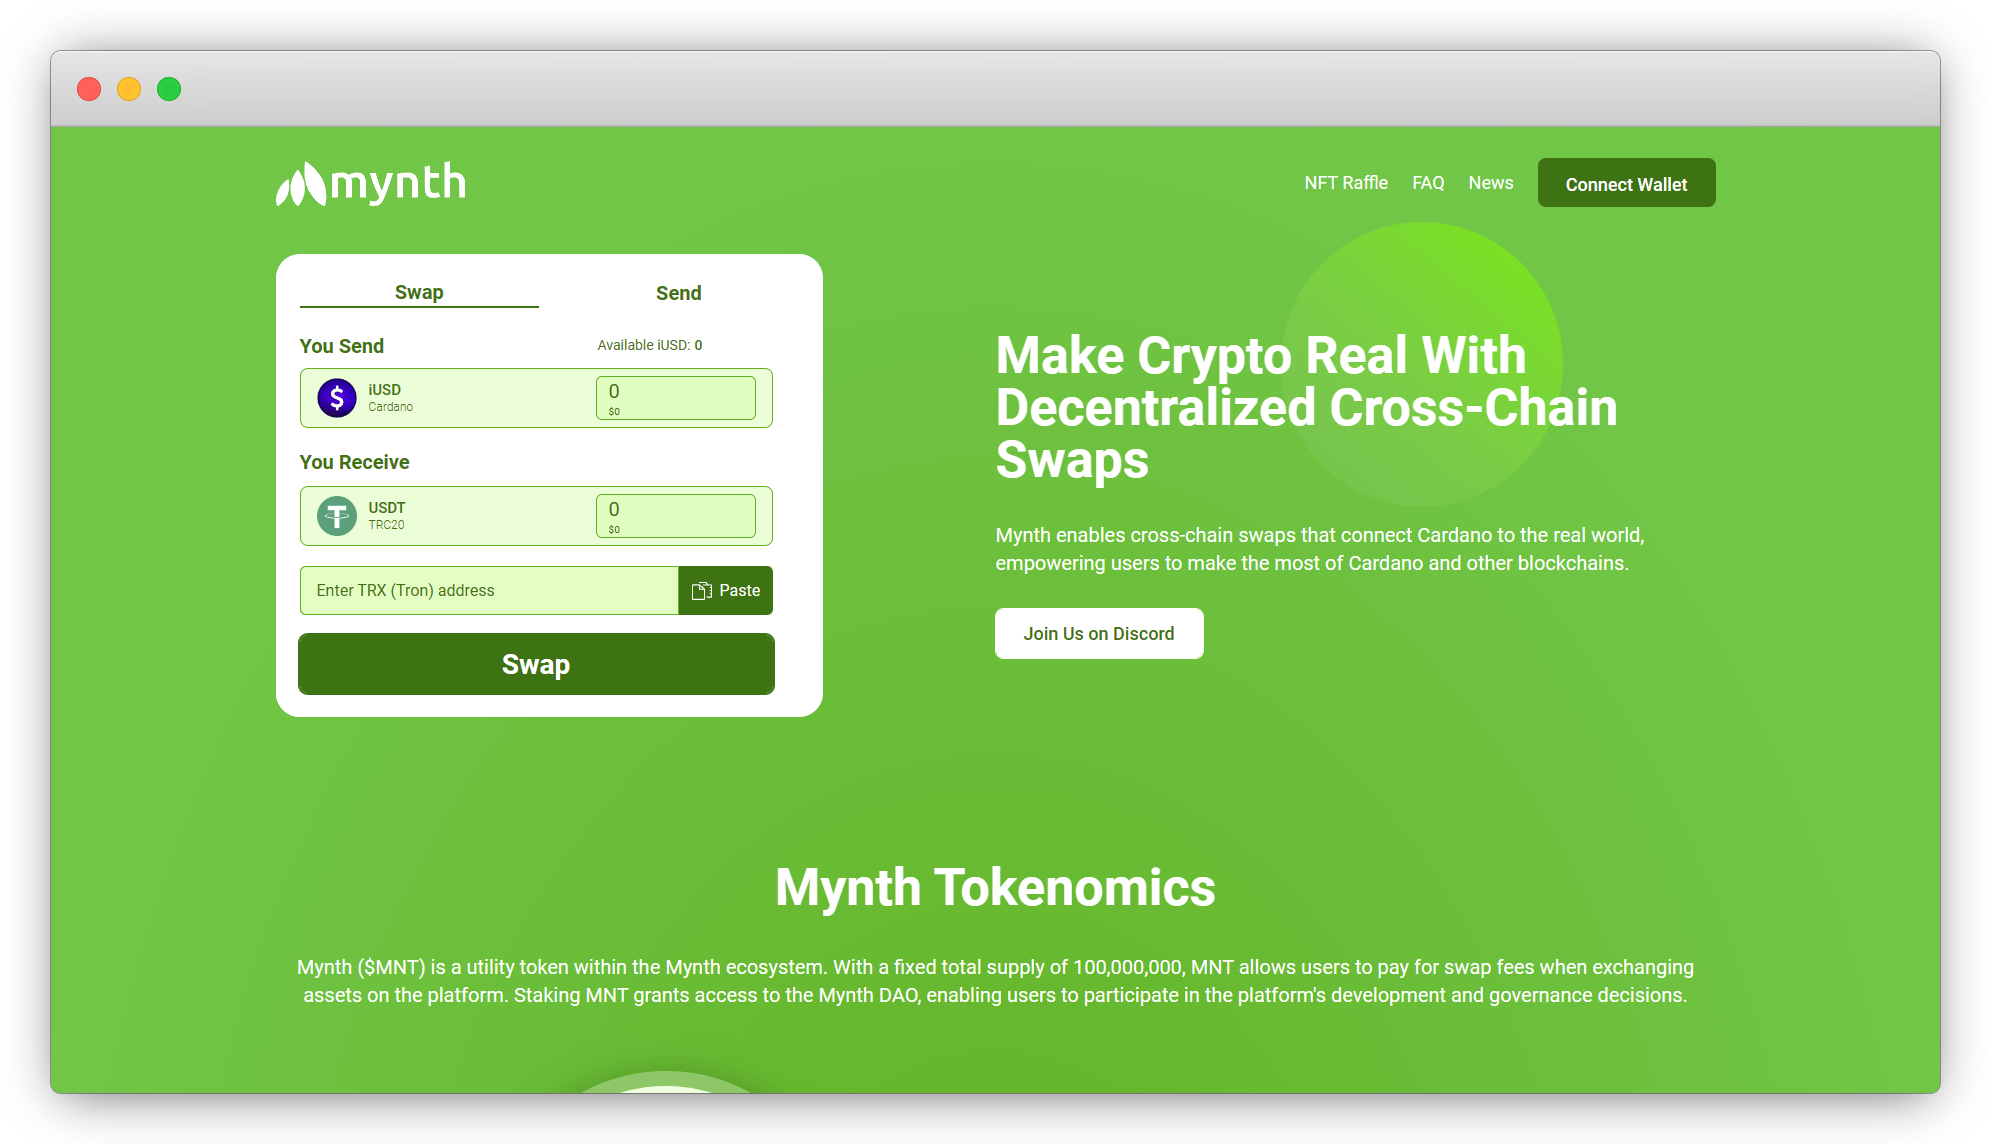 mynth
NFT Raffle
FAQ
News
Connect Wallet
Swap
Send
You Send
Available iUSD: 0
$
iUSD
Cardano
0
$0
You Receive
USDT
TRC20
0
$0
Enter TRX (Tron) address
Paste
Swap
Make Crypto Real With
Decentralized Cross-Chain
Swaps
Mynth enables cross-chain swaps that connect Cardano to the real world,
empowering users to make the most of Cardano and other blockchains.
Join Us on Discord
Mynth Tokenomics
Mynth ($MNT) is a utility token within the Mynth ecosystem. With a fixed total supply of 100,000,000, MNT allows users to pay for swap fees when exchanging
assets on the platform. Staking MNT grants access to the Mynth DAO, enabling users to participate in the platform's development and governance decisions.